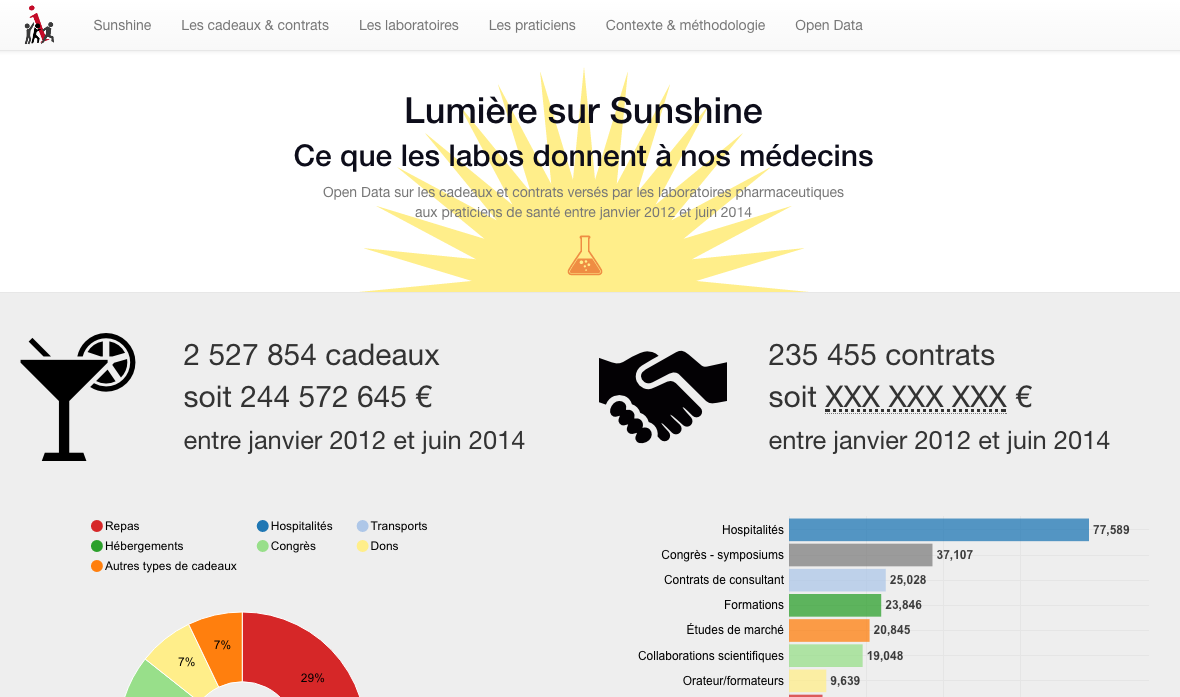 Sunshine
Les cadeaux & contrats
Les laboratoires
Les praticiens
Contexte & méthodologie
Open Data
Lumière sur Sunshine
Ce que les labos donnent à nos médecins
Open Data sur les cadeaux et contrats versés par les laboratoires pharmaceutiques
aux praticiens de santé entre janvier 2012 et juin 2014
2 527 854 cadeaux
soit 244 572 645 €
entre janvier 2012 et juin 2014
235 455 contrats
soit XXX XXX XXX €
entre janvier 2012 et juin 2014
Repas
Hospitalités
Transports
Hébergements
Congrès
Dons
Autres types de cadeaux
7%
7%
29%
Hospitalités 77,589
Congrès - symposiums 37,107
Contrats de consultant 25,028
Formations 23,846
Études de marché 20,845
Collaborations scientifiques 19,048
Orateur/formateurs 9,639